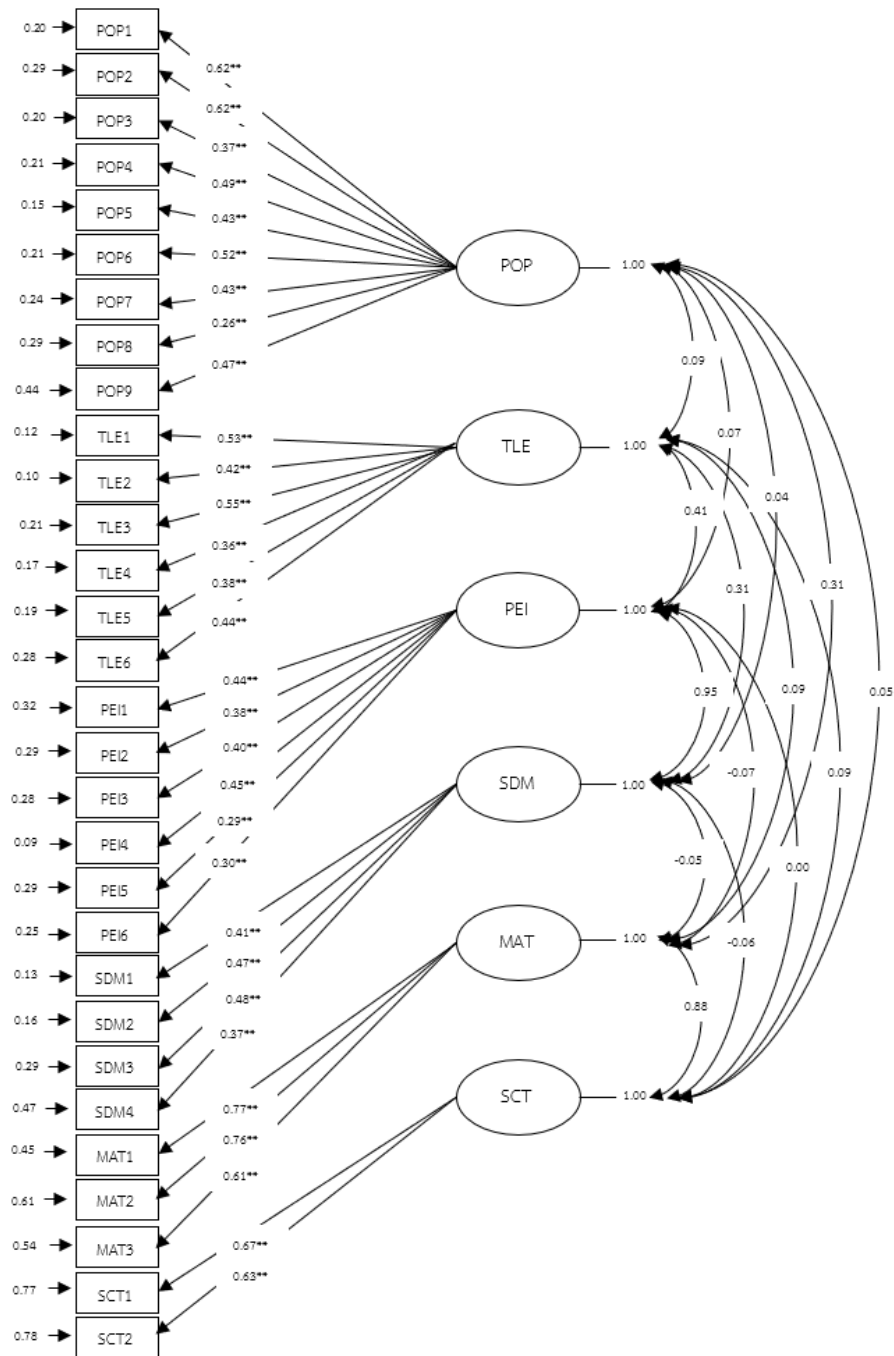 0.20 POP1
0.62**
0.29 POP2
0.62**
0.20 POP3
0.37**
0.21 POP4
0.49**
0.15 POP5
0.43**
0.21 POP6
0.52**
0.24 POP7
0.43**
0.29 POP8
0.26**
0.44 POP9
0.47**
0.12 TLE1
0.53**
0.10 TLE2
0.42**
0.21 TLE3
0.55**
0.17 TLE4
0.36**
0.19 TLE5
0.38**
0.28 TLE6
0.44**
0.32 PEI1
0.44**
0.29 PEI2
0.38**
0.28 PEI3
0.40**
0.09 PEI4
0.45**
0.29 PEI5
0.29**
0.25 PEI6
0.30**
0.13 SDM1
0.41**
0.16 SDM2
0.47**
0.29 SDM3
0.48**
0.47 SDM4
0.37**
0.45 MAT1
0.77**
0.61 MAT2
0.76**
0.54 MAT3
0.61**
0.77 SCT1
0.67**
0.78 SCT2
0.63**
POP 1.00
TLE 1.00
PEI 1.00
SDM 1.00
MAT 1.00
SCT 1.00
0.09
0.07
0.04
0.41
0.31
0.31
0.95
0.09
0.05
-0.07
0.09
-0.05
0.00
-0.06
0.88